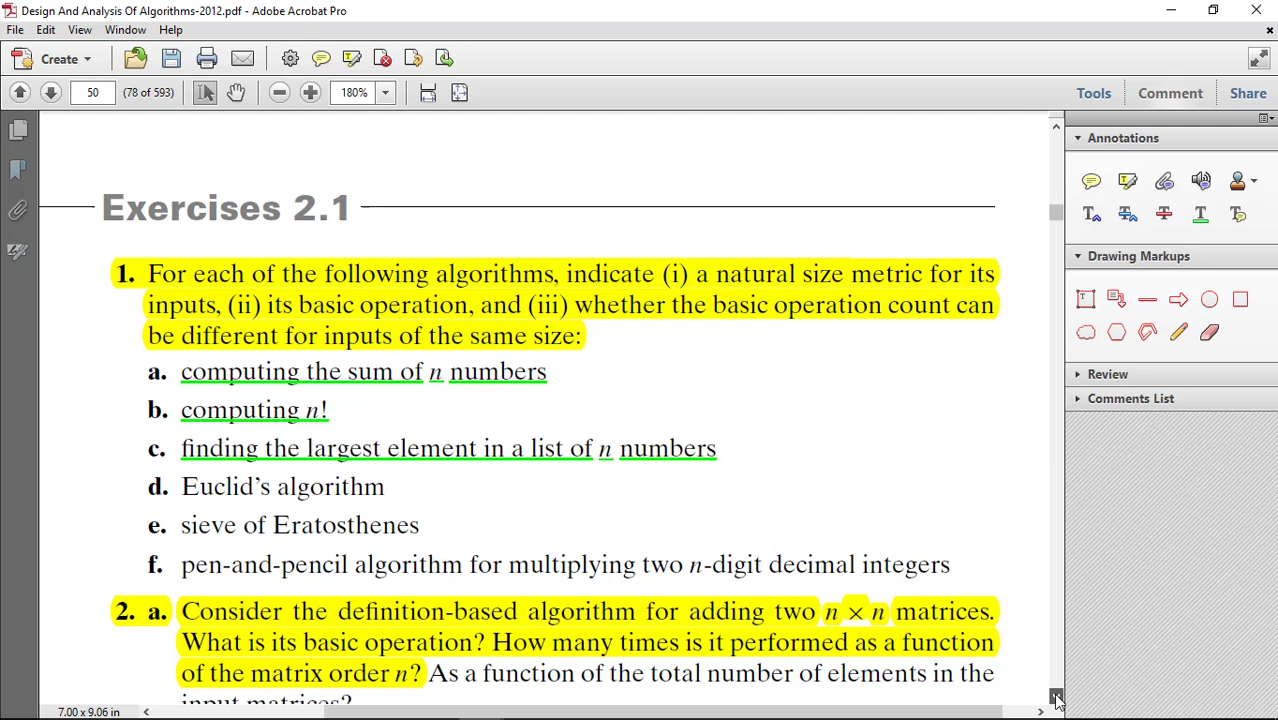 Design And Analysis Of Algorithms-2012.pdf - Adobe Acrobat Pro
File Edit View Window Help
Create
50 (78 of 593) 180% Tools Comment Share
Annotations
Drawing Markups
Review
Comments List
Exercises 2.1
1. For each of the following algorithms, indicate (i) a natural size metric for its
inputs, (ii) its basic operation, and (iii) whether the basic operation count can
be different for inputs of the same size:
a. computing the sum of n numbers
b. computing n!
c. finding the largest element in a list of n numbers
d. Euclid's algorithm
e. sieve of Eratosthenes
f. pen-and-pencil algorithm for multiplying two n-digit decimal integers
2. a. Consider the definition-based algorithm for adding two n × n matrices.
What is its basic operation? How many times is it performed as a function
of the matrix order n? As a function of the total number of elements in the
input matrices?
7.00 x 9.06 in